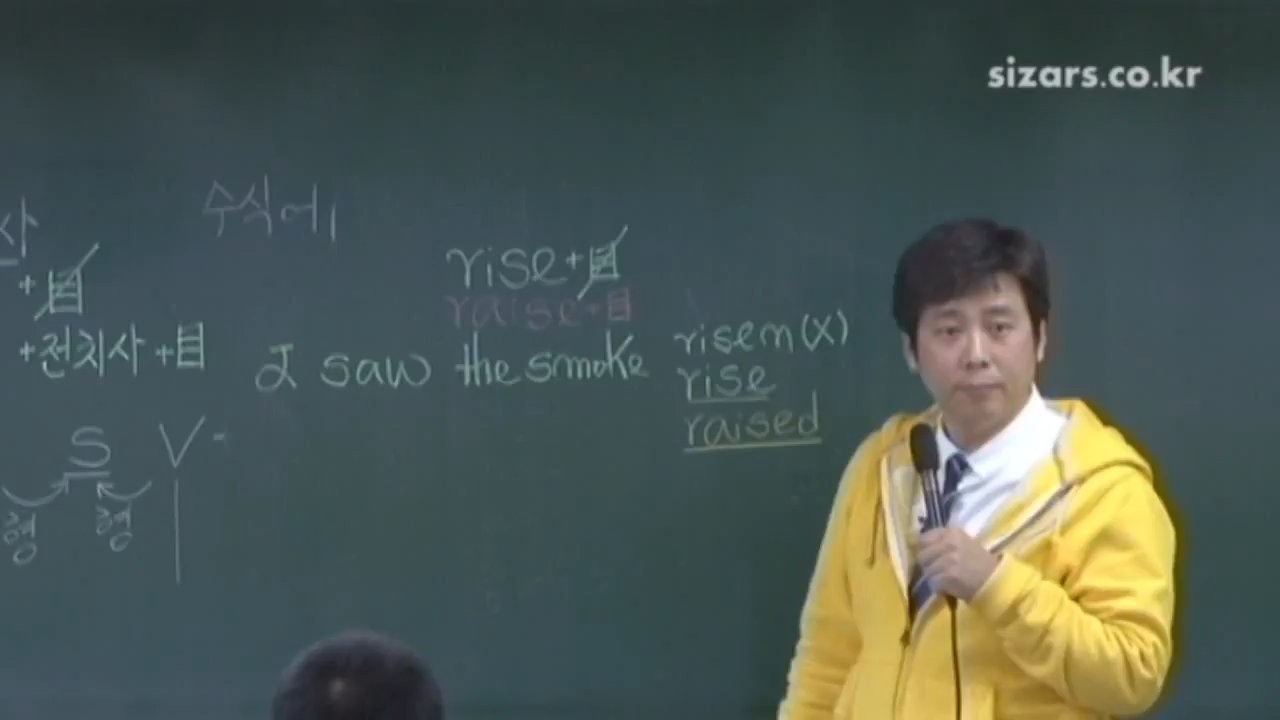 sizars.co.kr
사
수식어
+目
+전치사+目
rise+目
raise+目
I saw the smoke
risen(X)
rise
raised
S V
형 형